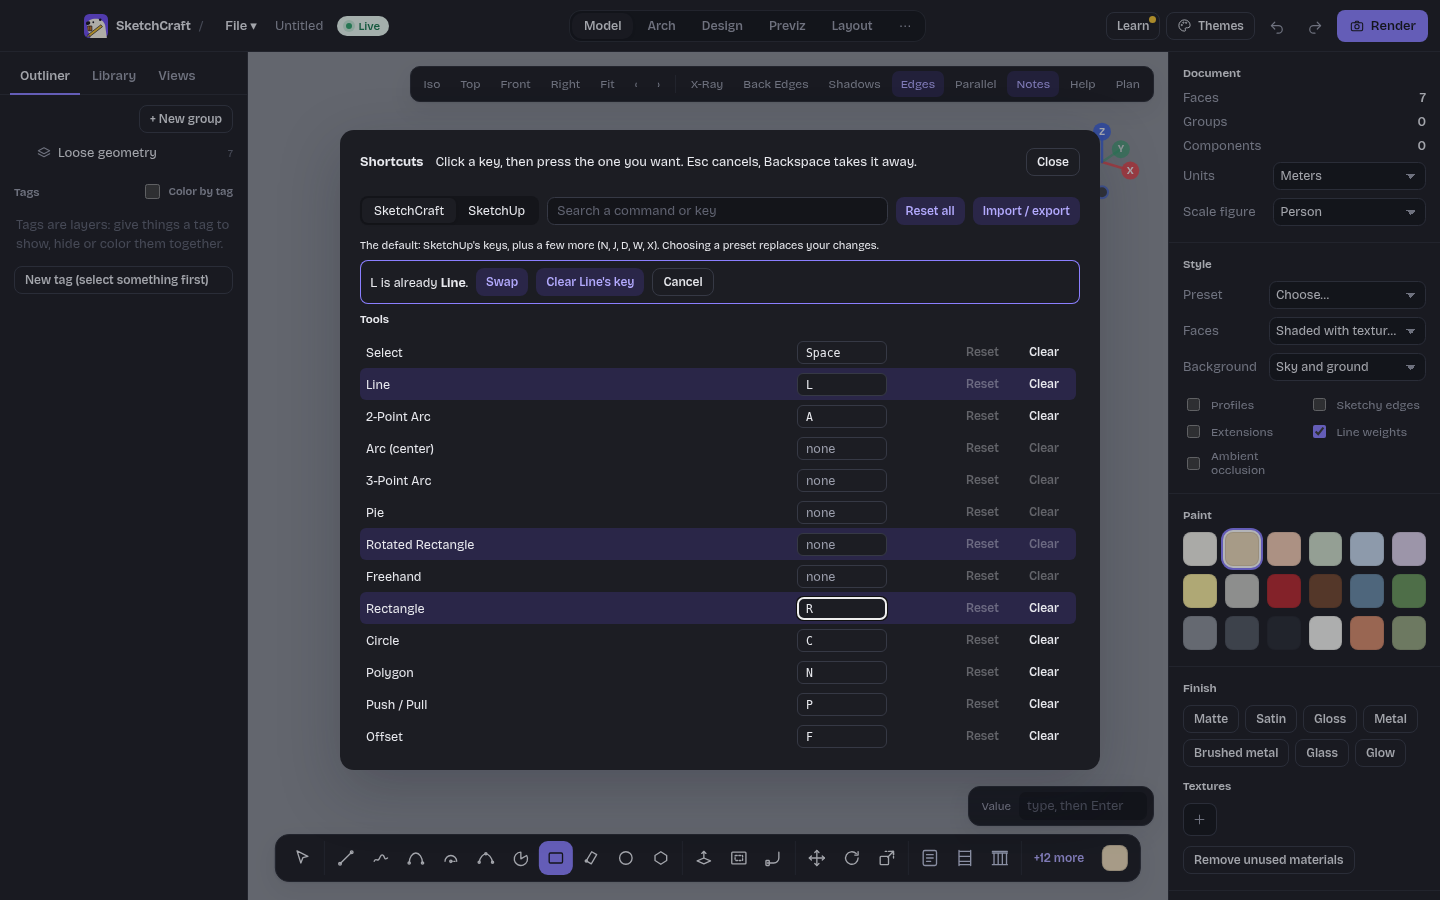 SketchCraft / File ▾ Untitled Live Model Arch Design Previz Layout ··· Learn Themes Render
Outliner Library Views
+ New group
Loose geometry 7
Tags Color by tag
Tags are layers: give things a tag to
show, hide or color them together.
New tag (select something first)
Iso Top Front Right Fit ‹ › X-Ray Back Edges Shadows Edges Parallel Notes Help Plan
Z
Y
X
Shortcuts Click a key, then press the one you want. Esc cancels, Backspace takes it away. Close
SketchCraft SketchUp Search a command or key Reset all Import / export
The default: SketchUp's keys, plus a few more (N, J, D, W, X). Choosing a preset replaces your changes.
L is already Line. Swap Clear Line's key Cancel
Tools
Select Space Reset Clear
Line L Reset Clear
2-Point Arc A Reset Clear
Arc (center) none Reset Clear
3-Point Arc none Reset Clear
Pie none Reset Clear
Rotated Rectangle none Reset Clear
Freehand none Reset Clear
Rectangle R Reset Clear
Circle C Reset Clear
Polygon N Reset Clear
Push / Pull P Reset Clear
Offset F Reset Clear
Value type, then Enter
+12 more
Document
Faces 7
Groups 0
Components 0
Units Meters
Scale figure Person
Style
Preset Choose...
Faces Shaded with textur...
Background Sky and ground
Profiles Sketchy edges
Extensions Line weights
Ambient
occlusion
Paint
Finish
Matte Satin Gloss Metal
Brushed metal Glass Glow
Textures
+
Remove unused materials